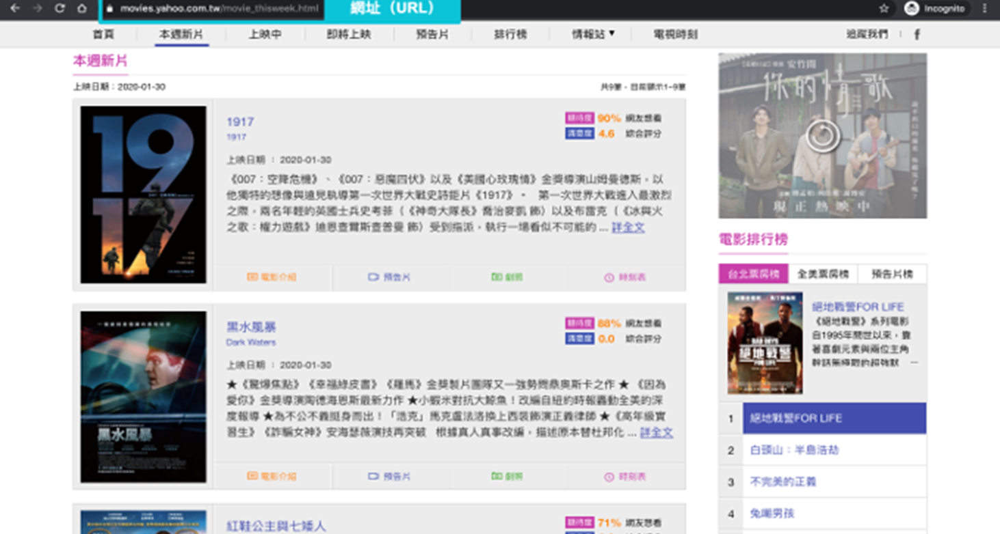 movies.yahoo.com.tw/movie_thisweek.html
網址（URL）
Incognito
首頁
本週新片
上映中
即將上映
預告片
排行榜
情報站▼
電視時刻
追蹤我們
f
本週新片
上映日期：2020-01-30
共9筆，目前顯示1~9筆
1917
1917
1917
期待度 90% 網友想看
滿意度 4.6 綜合評分
上映日期 ： 2020-01-30
《007：空降危機》、《007：惡魔四伏》以及《美國心玫瑰情》金獎導演山姆曼德斯，以
他獨特的想像與遠見執導第一次世界大戰史詩鉅片《1917》。 第一次世界大戰進入最激烈
之際，兩名年輕的英國士兵史考菲（《神奇大隊長》喬治麥凱 飾）以及布雷克（《冰與火
之歌：權力遊戲》迪恩查爾斯查普曼 飾）受到指派，執行一場看似不可能的 ... 詳全文
電影介紹
預告片
劇照
時刻表
黑水風暴
黑水風暴
Dark Waters
期待度 88% 網友想看
滿意度 0.0 綜合評分
上映日期 ： 2020-01-30
★《驚爆焦點》《幸福綠皮書》《羅馬》金獎製片團隊又一強勢問鼎奧斯卡之作 ★ 《因為
愛你》金獎導演陶德海恩斯最新力作 ★小蝦米對抗大鯨魚！改編自紐約時報轟動全美的深
度報導 ★為不公不義挺身而出！「浩克」馬克盧法洛換上西裝飾演正義律師 ★《高年級實
習生》《詐騙女神》安海瑟薇演技再突破 根據真人真事改編，描述原本替杜邦化 ... 詳全文
電影介紹
預告片
劇照
時刻表
紅鞋公主與七矮人
期待度 71% 網友想看
安竹間
你的情歌
現正熱映中
電影排行榜
台北票房榜
全美票房榜
預告片榜
BAD BOYS
絕地戰警
FOR LIFE
絕地戰警FOR LIFE
《絕地戰警》系列電影
自1995年問世以來，靠
著喜劇元素與兩位主角
1 絕地戰警FOR LIFE
2 白頭山：半島浩劫
3 不完美的正義
4 兔嘲男孩